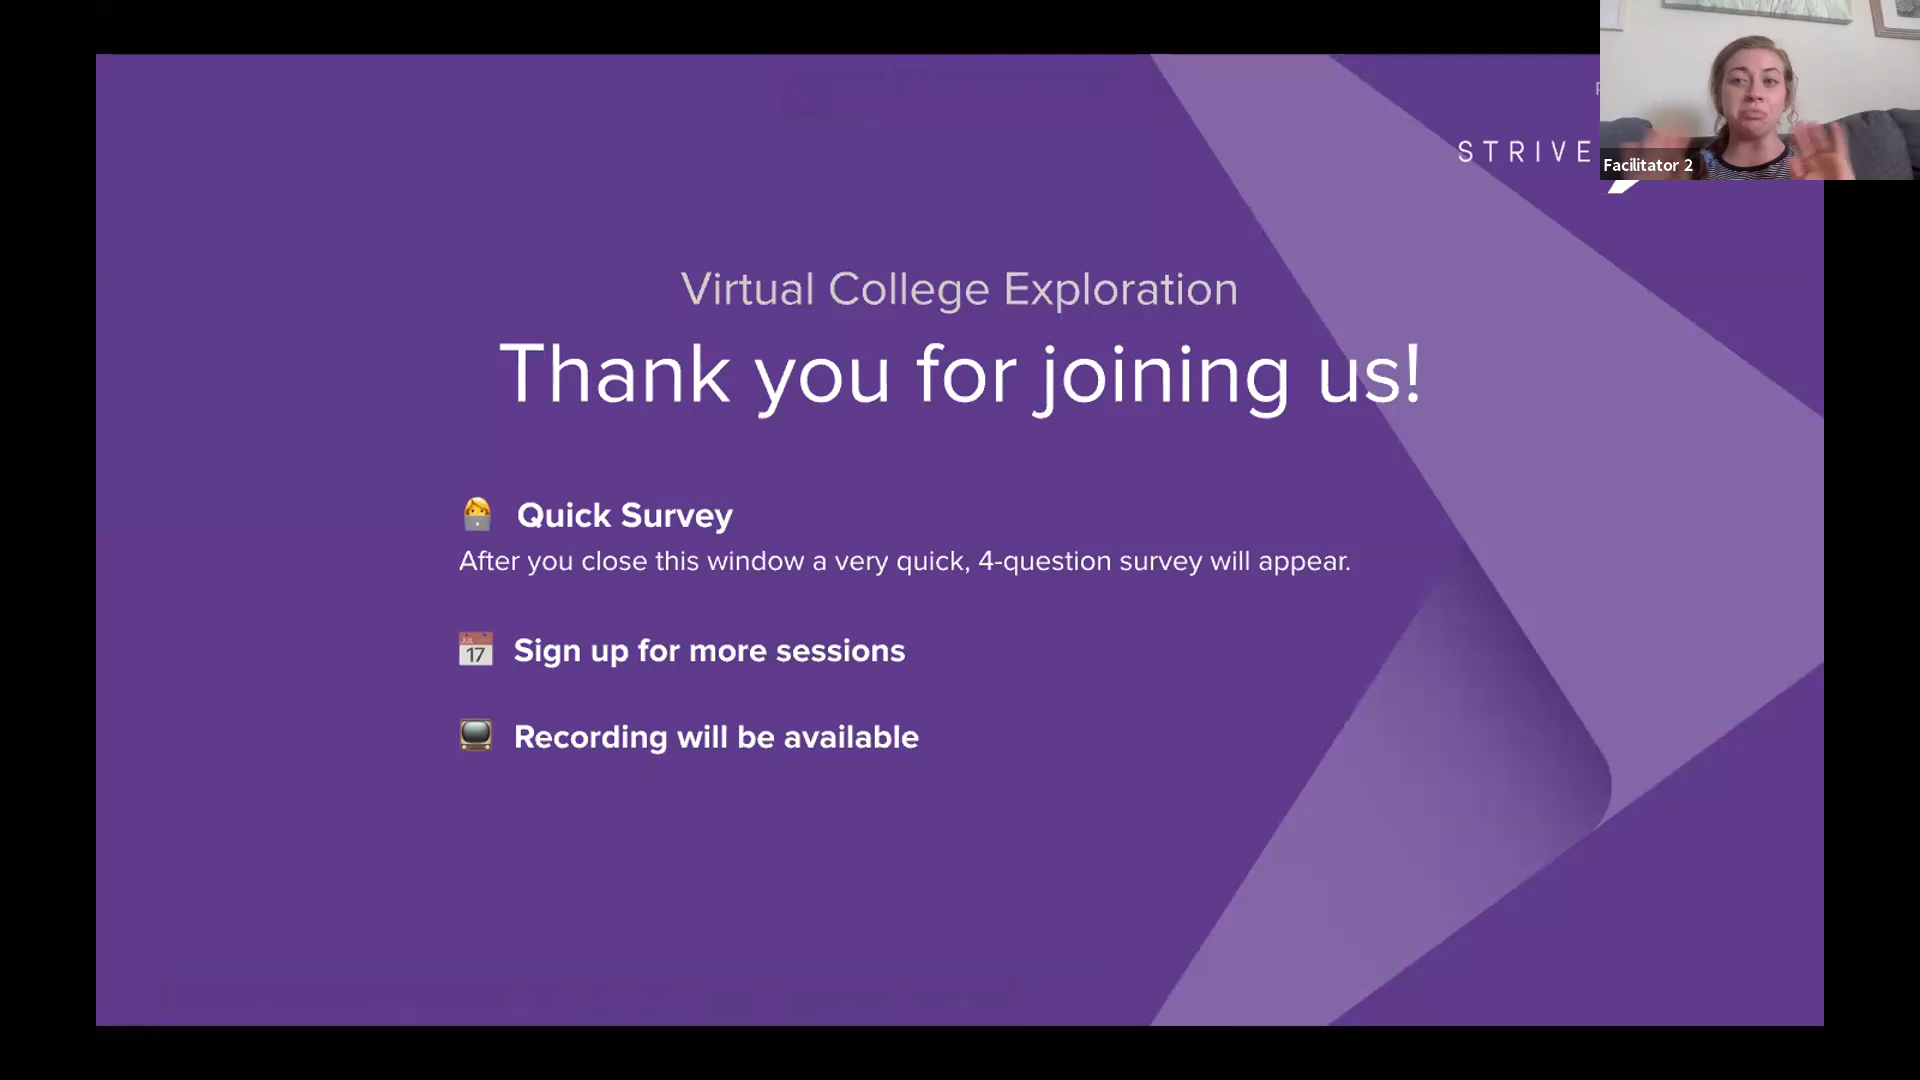 STRIVE
Facilitator 2
Virtual College Exploration
Thank you for joining us!
Quick Survey
After you close this window a very quick, 4-question survey will appear.
JUL
17
Sign up for more sessions
Recording will be available